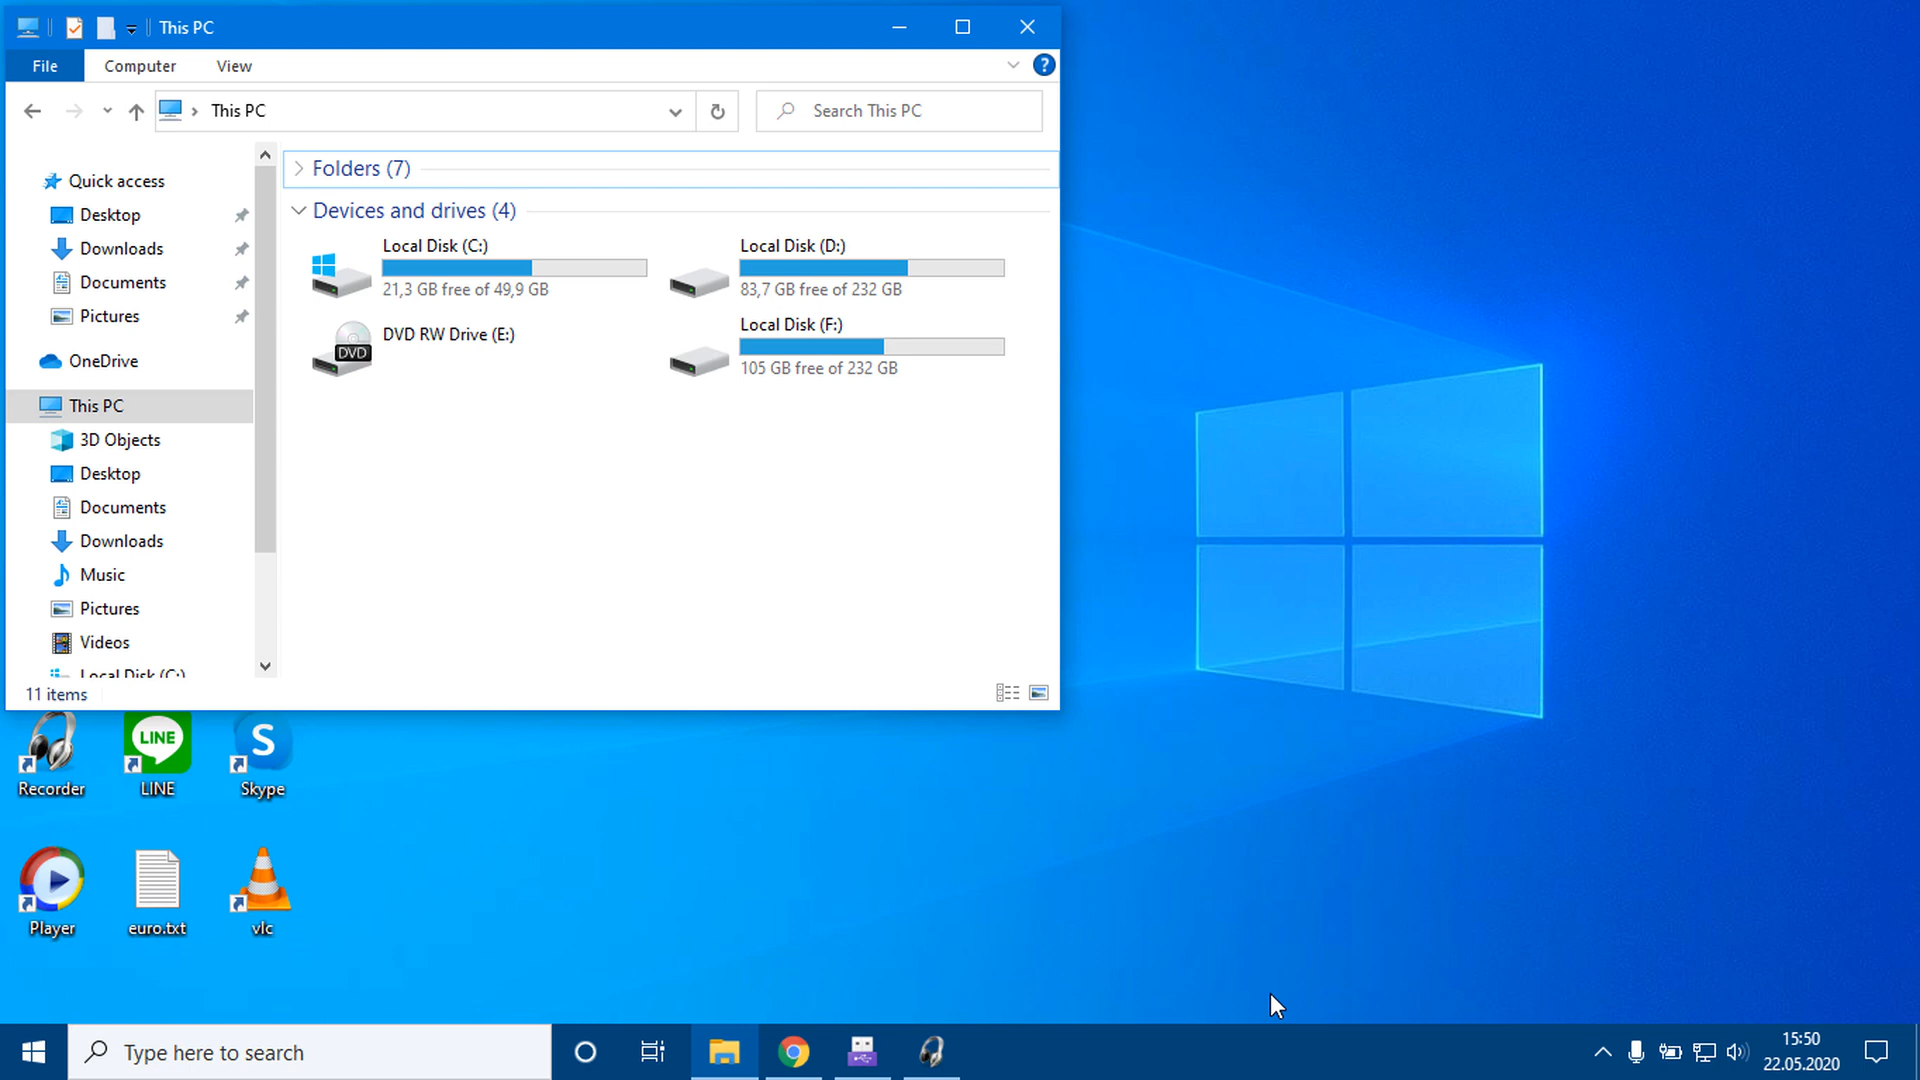 This PC
File Computer View
This PC
Search This PC
Quick access
Desktop
Downloads
Documents
Pictures
OneDrive
This PC
3D Objects
Desktop
Documents
Downloads
Music
Pictures
Videos
Local Disk (C:)
Folders (7)
Devices and drives (4)
Local Disk (C:)
21,3 GB free of 49,9 GB
Local Disk (D:)
83,7 GB free of 232 GB
DVD
DVD RW Drive (E:)
Local Disk (F:)
105 GB free of 232 GB
11 items
LINE
S
Recorder
LINE
Skype
Player
euro.txt
vlc
Type here to search
15:50
22.05.2020